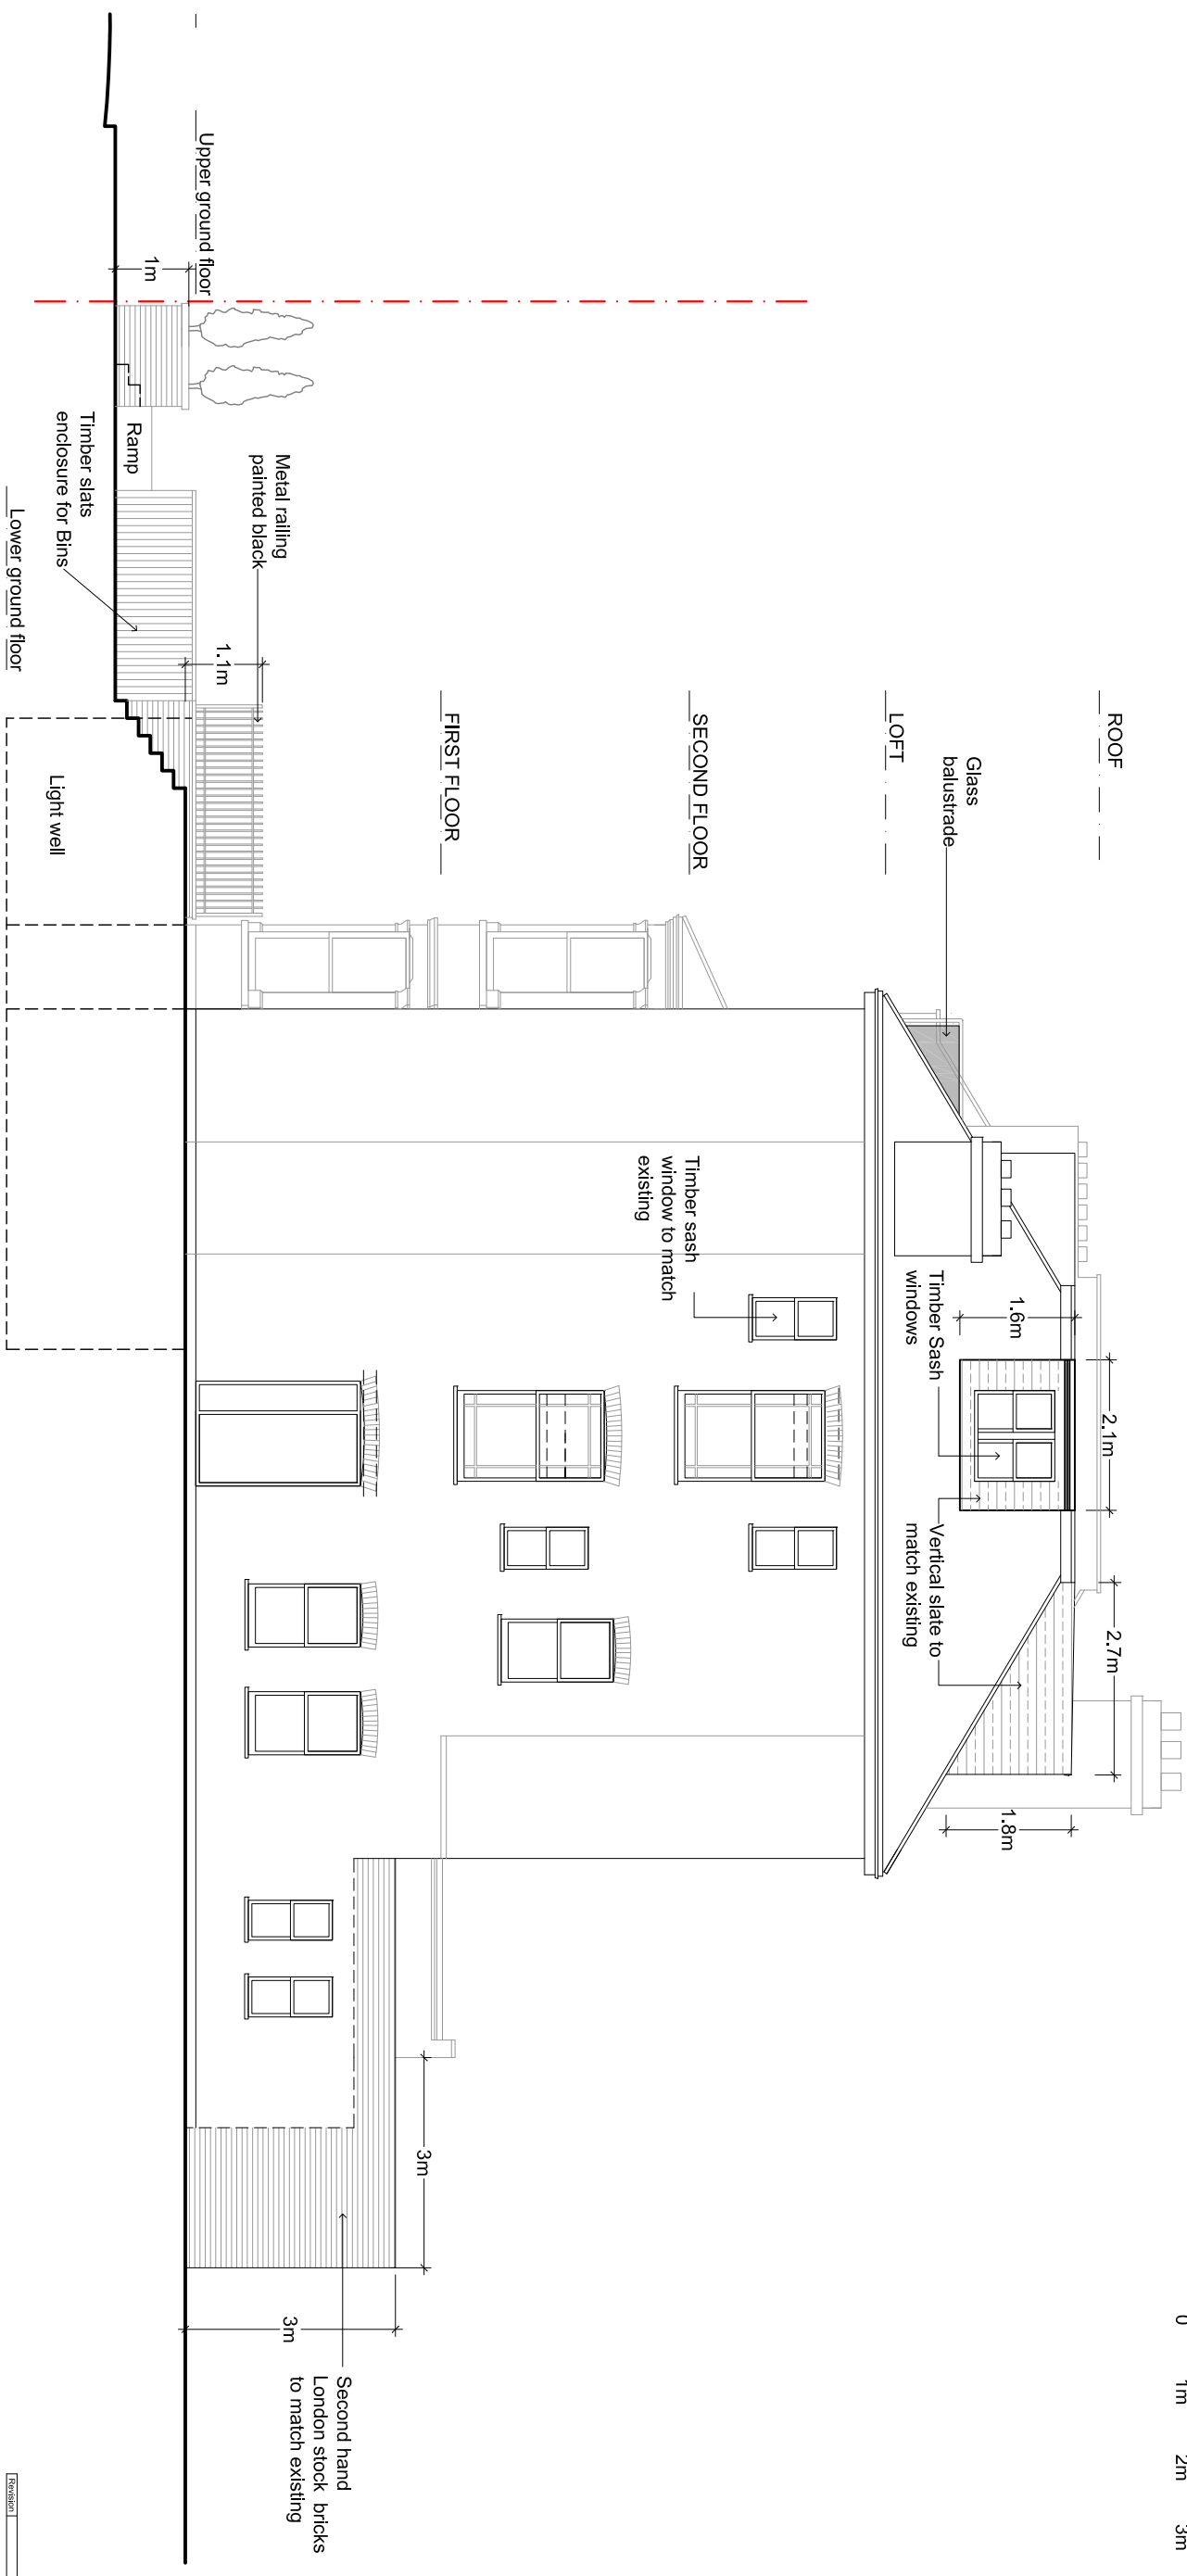 ROOF
Glass
balustrade
LOFT
SECOND FLOOR
FIRST FLOOR
Metal railing
painted black
Upper ground floor
1m
Ramp
Timber slats
enclosure for Bins
Lower ground floor
1.1m
Light well
Timber sash
window to match
existing
1.6m
Timber Sash
windows
2.1m
Vertical slate to
match existing
2.7m
1.8m
3m
3m
Second hand
London stock bricks
to match existing
0 1m 2m 3m
Revision